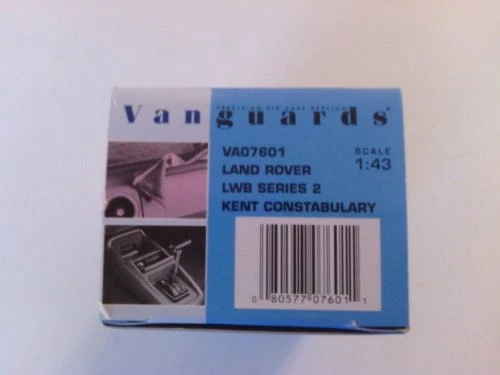 Vanguards®
PRECISION DIE-CAST REPLICA
VA07601
SCALE
1:43
LAND ROVER
LWB SERIES 2
KENT CONSTABULARY
0 80577 07601 1